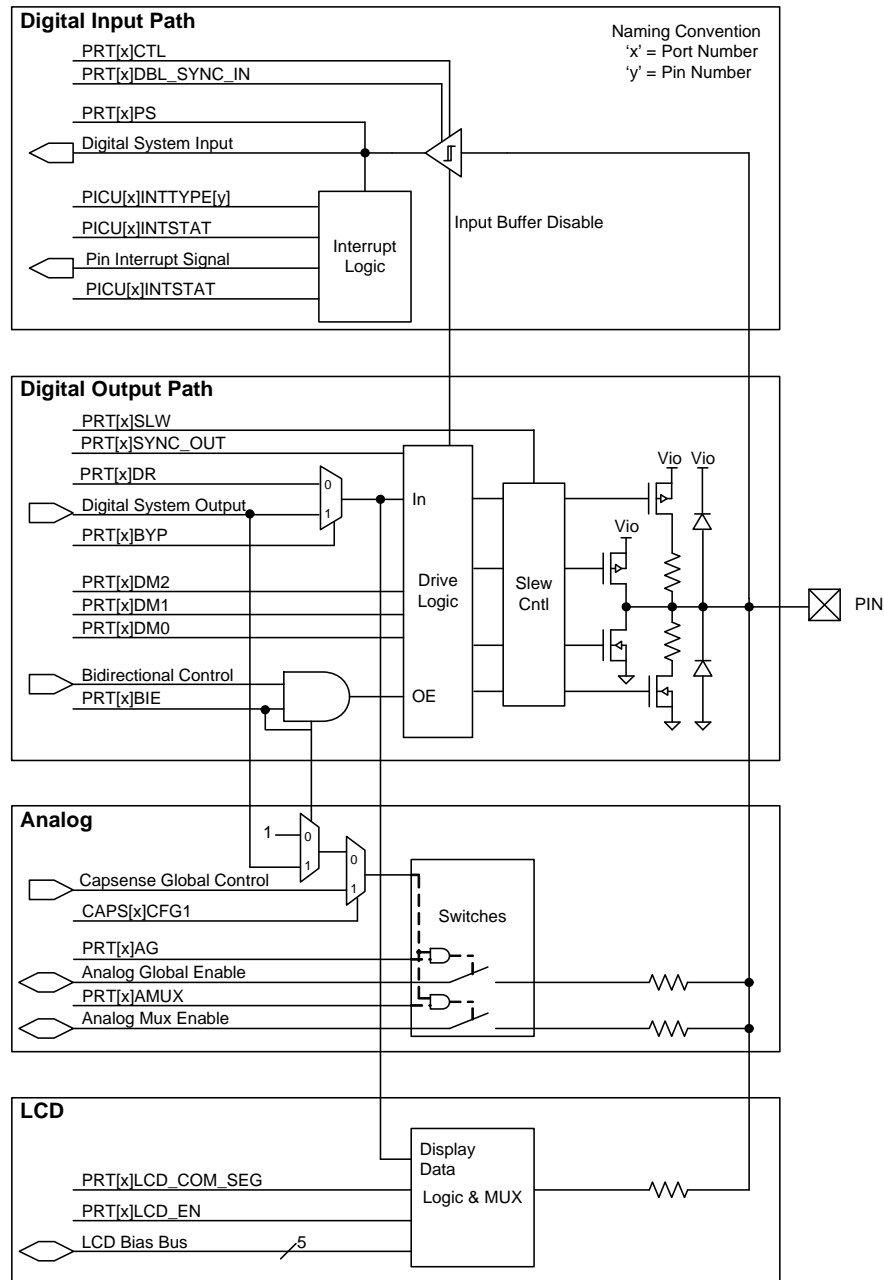 Digital Input Path
Naming Convention
‘x’ = Port Number
‘y’ = Pin Number
PRT[x]CTL
PRT[x]DBL_SYNC_IN
PRT[x]PS
Digital System Input
PICU[x]INTTYPE[y]
PICU[x]INTSTAT
Pin Interrupt Signal
PICU[x]INTSTAT
Interrupt
Logic
Input Buffer Disable
Digital Output Path
PRT[x]SLW
PRT[x]SYNC_OUT
PRT[x]DR
Digital System Output
PRT[x]BYP
0
1
PRT[x]DM2
PRT[x]DM1
PRT[x]DM0
Bidirectional Control
PRT[x]BIE
In
Drive
Logic
OE
Slew
Cntl
Vio
Vio
Vio
PIN
Analog
1
0
1
0
1
Capsense Global Control
CAPS[x]CFG1
PRT[x]AG
Analog Global Enable
PRT[x]AMUX
Analog Mux Enable
Switches
LCD
PRT[x]LCD_COM_SEG
PRT[x]LCD_EN
LCD Bias Bus
5
Display
Data
Logic & MUX